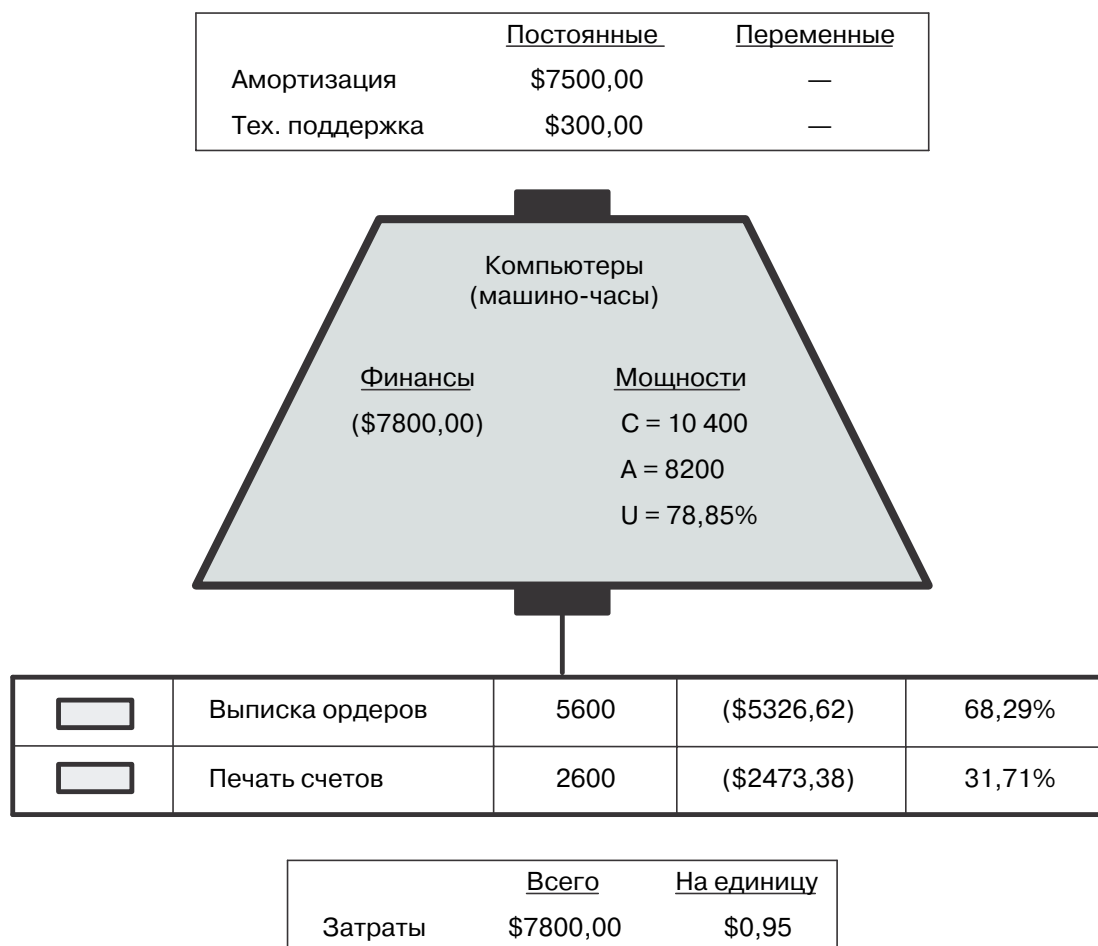 Постоянные Переменные
Амортизация $7500,00 —
Тех. поддержка $300,00 —
Компьютеры
(машино-часы)
Финансы Мощности
($7800,00) C = 10 400
A = 8200
U = 78,85%
Выписка ордеров 5600 ($5326,62) 68,29%
Печать счетов 2600 ($2473,38) 31,71%
Всего На единицу
Затраты $7800,00 $0,95